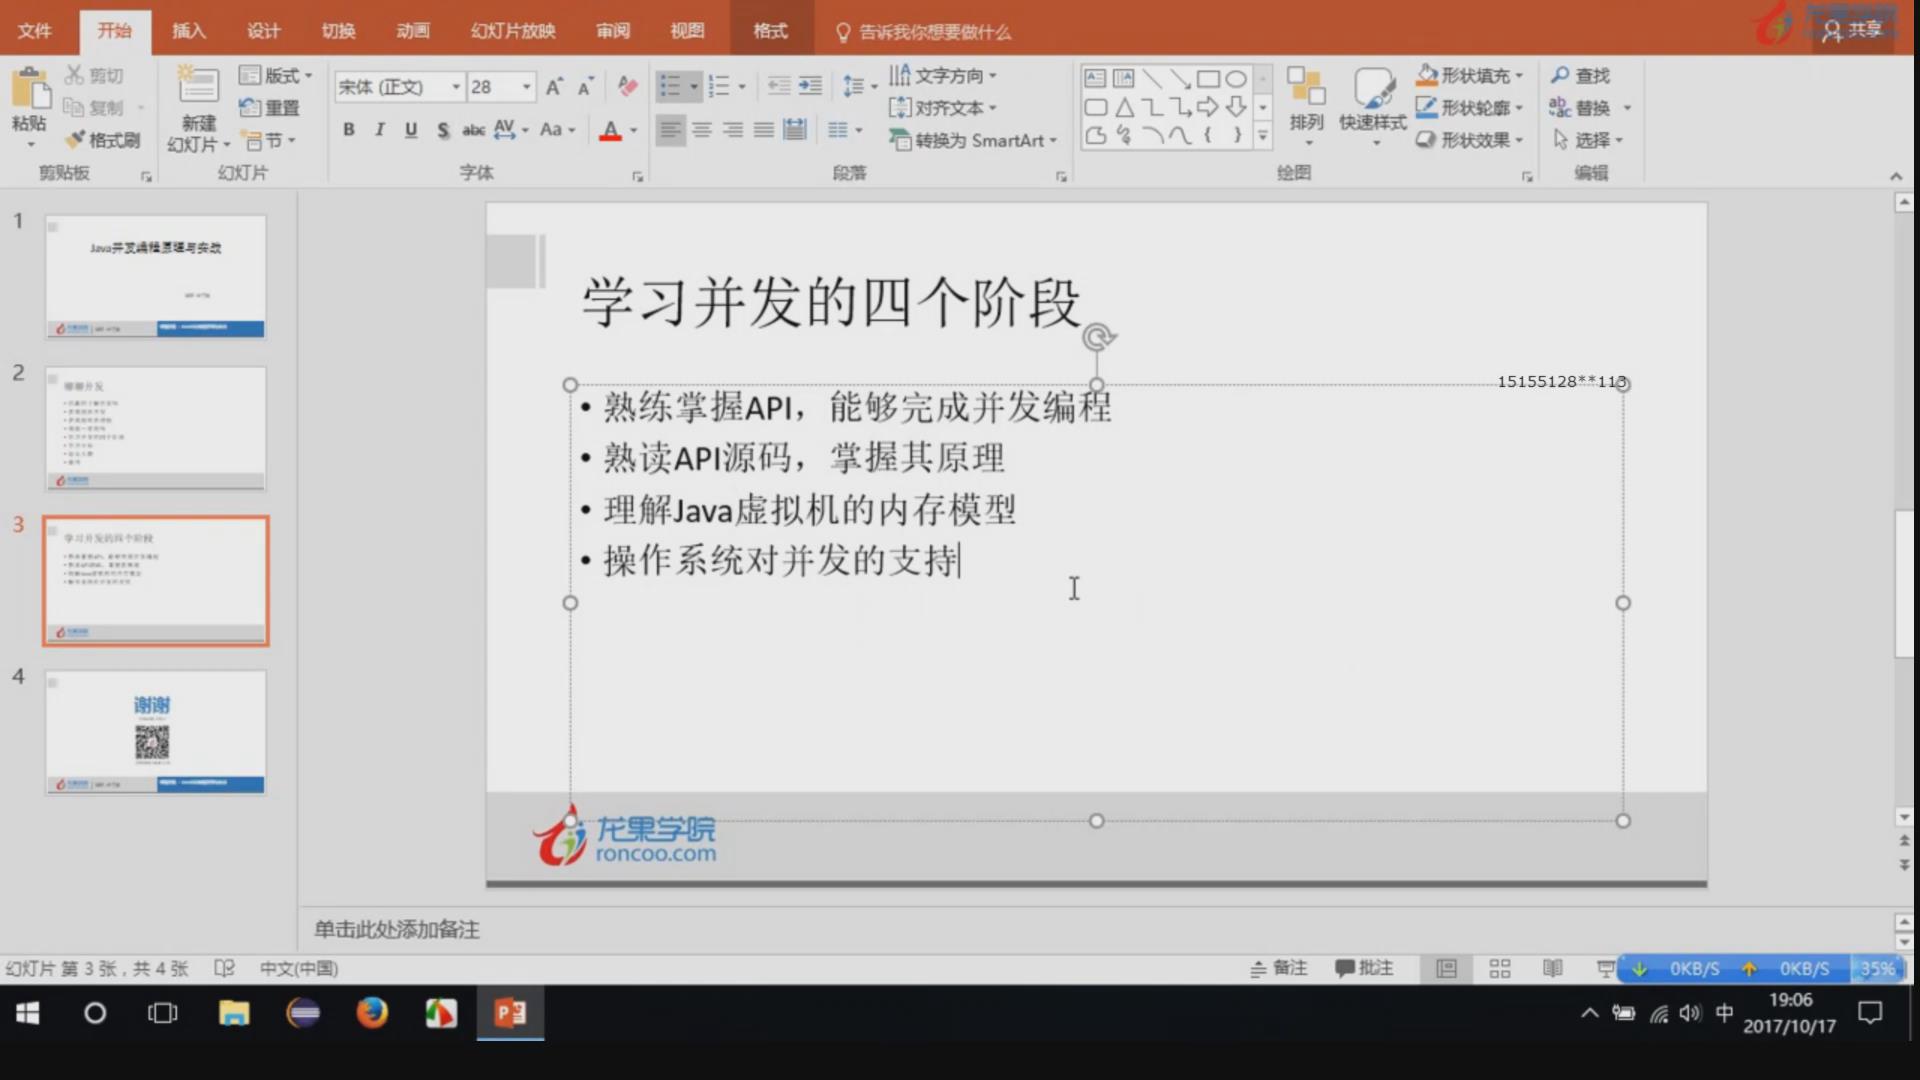 文件 开始 插入 设计 切换 动画 幻灯片放映 审阅 视图 格式 告诉我你想要做什么 共享
粘贴 剪切 复制 格式刷 剪贴板
新建 幻灯片 版式 重置 节 幻灯片
宋体 (正文) 28 B I U S abc AV Aa A 字体
文字方向 对齐文本 转换为 SmartArt 段落
排列 快速样式 形状填充 形状轮廓 形状效果 绘图
查找 替换 选择 编辑
1
Java并发编程原理与实战
2
聊聊并发
3
学习并发的四个阶段
4
谢谢
学习并发的四个阶段
15155128**113
• 熟练掌握API，能够完成并发编程
• 熟读API源码，掌握其原理
• 理解Java虚拟机的内存模型
• 操作系统对并发的支持
龙果学院
roncoo.com
单击此处添加备注
幻灯片 第 3 张，共 4 张 中文(中国) 备注 批注 0KB/S 0KB/S 35%
中 19:06
2017/10/17